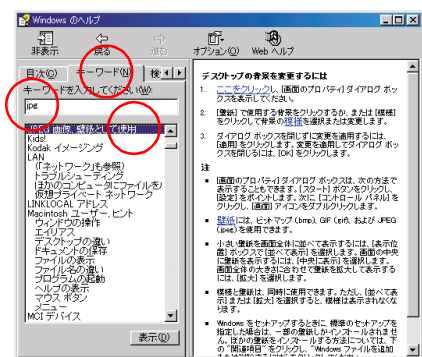 Windows のヘルプ
非表示
戻る
進む
オプション(O)
Web ヘルプ
目次(C)
キーワード(N)
検
キーワードを入力してください(W):
jpe
JPEG 画像、壁紙として使用
Kids!
Kodak イメージング
LAN
(「ネットワーク」も参照)
トラブルシューティング
ほかのコンピュータにファイルを/
仮想プライベート ネットワーク
LINKLOCAL アドレス
Macintosh ユーザー、ヒント
ウィンドウの操作
エイリアス
デスクトップの違い
ドキュメントの保存
ファイルの表示
ファイル名の違い
プログラムの起動
ヘルプの表示
マウス ボタン
メニュー
MCI デバイス
表示(D)
デスクトップの背景を変更するには
1. ここをクリックし、[画面のプロパティ] ダイアログ ボッ
クスを表示してください。
2. [壁紙] で使用する背景をクリックするか、または [模様]
をクリックして背景の模様を選択または変更します。
3. ダイアログ ボックスを閉じずに変更を適用するには、
[適用] をクリックします。変更を適用してダイアログ ボッ
クスを閉じるには、[OK] をクリックします。
注
■ [画面のプロパティ] ダイアログ ボックスは、次の方法で
表示することもできます。[スタート] ボタンをクリックし、
[設定] をポイントします。次に [コントロール パネル] を
クリックし、[画面] アイコンをダブルクリックします。
■ 壁紙には、ビットマップ (bmp)、GIF (gif)、および JPEG
(jpeg) を使用できます。
■ 小さい壁紙を画面全体に並べて表示するには、[表示位
置] ボックスで [並べて表示] を選択します。画面の中央
に壁紙を表示するには、[中央に表示] を選択します。
画面全体の大きさに合わせて壁紙を拡大して表示する
には、[拡大] を選択します。
■ 模様と壁紙は、同時に使用できます。ただし、[並べて表
示] または [拡大] を選択すると、模様は表示されなくな
ります。
■ Windows をセットアップするときに 標準のセットアップを
指定した場合は、一部の壁紙しかインストールされませ
ん。ほかの壁紙をインストールする方法については、下
の "関連項目" をクリックし、"Windows ファイルを追加